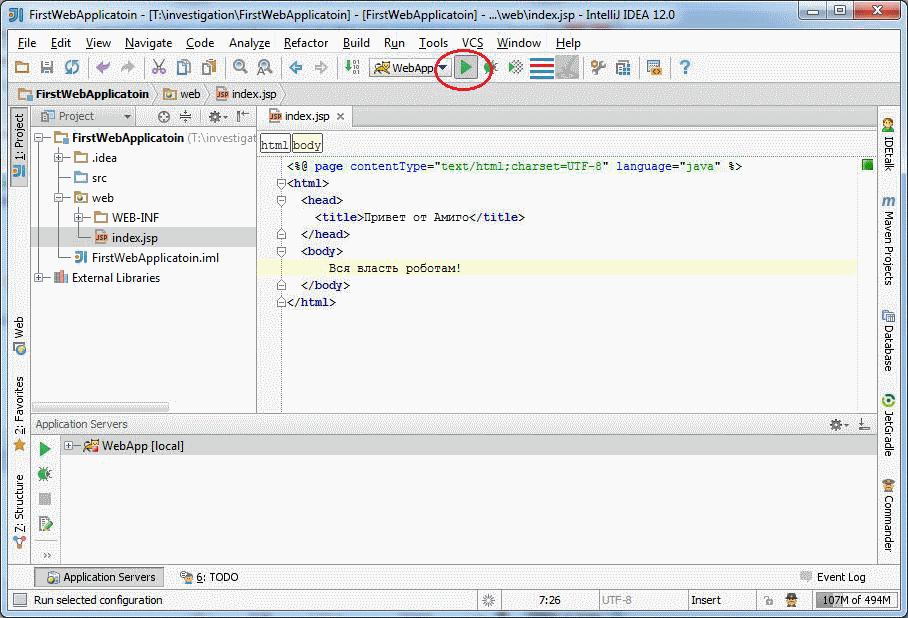 FirstWebApplicatoin - [T:\investigation\FirstWebApplicatoin] - [FirstWebApplicatoin] - ...\web\index.jsp - IntelliJ IDEA 12.0
File Edit View Navigate Code Analyze Refactor Build Run Tools VCS Window Help
WebApp
FirstWebApplicatoin web index.jsp
1: Project
Project
index.jsp
FirstWebApplicatoin (T:\investigat
.idea
src
web
WEB-INF
index.jsp
FirstWebApplicatoin.iml
External Libraries
html body
<%@ page contentType="text/html;charset=UTF-8" language="java" %>
<html>
<head>
<title>Привет от Амиго</title>
</head>
<body>
Вся власть роботам!
</body>
</html>
IDEtalk
Maven Projects
Database
JetGrade
Commander
Web
2: Favorites
7: Structure
Application Servers
WebApp [local]
Application Servers 6: TODO Event Log
Run selected configuration 7:26 UTF-8 Insert 107M of 494M